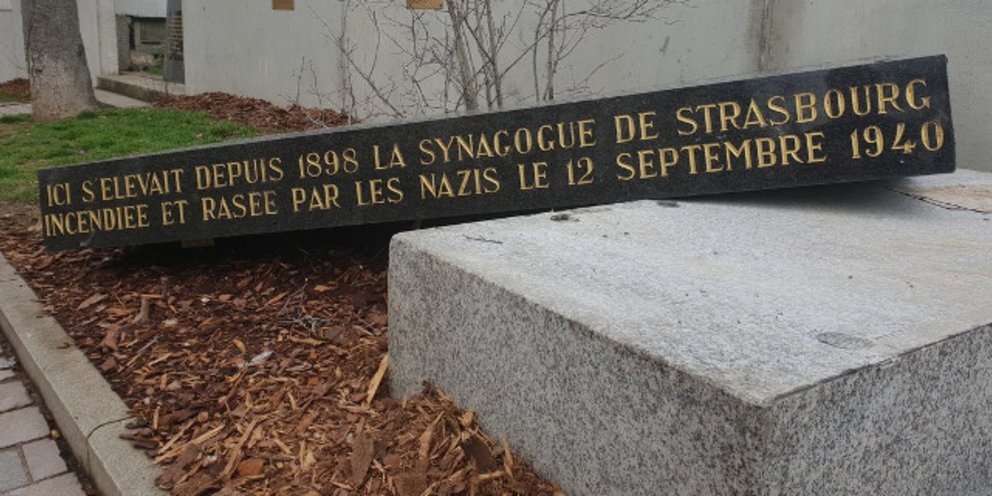 ICI S'ELEVAIT DEPUIS 1898 LA SYNAGOGUE DE STRASBOURG
INCENDIEE ET RASEE PAR LES NAZIS LE 12 SEPTEMBRE 1940